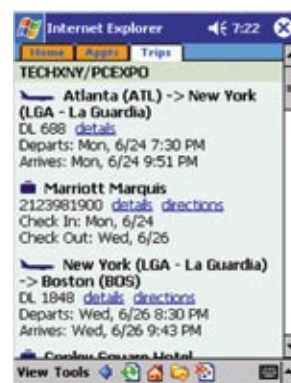 Internet Explorer 7:22
Home Appts Trips
TECHXNY/PCEXPO
Atlanta (ATL) -> New York
(LGA - La Guardia)
DL 688 details
Departs: Mon, 6/24 7:30 PM
Arrives: Mon, 6/24 9:51 PM
Marriott Marquis
2123981900 details directions
Check In: Mon, 6/24
Check Out: Wed, 6/26
New York (LGA - La Guardia)
-> Boston (BOS)
DL 1848 details directions
Departs: Wed, 6/26 8:30 PM
Arrives: Wed, 6/26 9:43 PM
Copley Square Hotel
View Tools